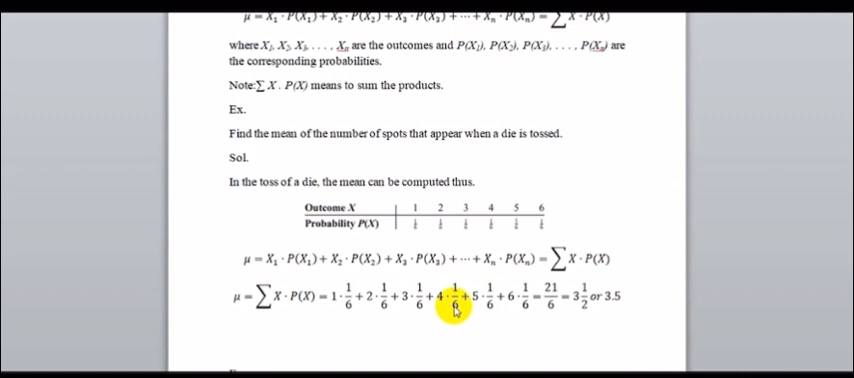 μ = X₁ · P(X₁) + X₂ · P(X₂) + X₃ · P(X₃) + ··· + Xₙ · P(Xₙ) = ∑ X · P(X)
where X₁, X₂, X₃, . . . , Xₙ are the outcomes and P(X₁), P(X₂), P(X₃), . . . , P(Xₙ) are
the corresponding probabilities.
Note:∑ X . P(X) means to sum the products.
Ex.
Find the mean of the number of spots that appear when a die is tossed.
Sol.
In the toss of a die, the mean can be computed thus.
Outcome X 1 2 3 4 5 6
Probability P(X) 1/6 1/6 1/6 1/6 1/6 1/6
μ = X₁ · P(X₁) + X₂ · P(X₂) + X₃ · P(X₃) + ··· + Xₙ · P(Xₙ) = ∑ X · P(X)
μ = ∑ X · P(X) = 1 · 1/6 + 2 · 1/6 + 3 · 1/6 + 4 · 1/6 + 5 · 1/6 + 6 · 1/6 = 21/6 = 3 1/2 or 3.5